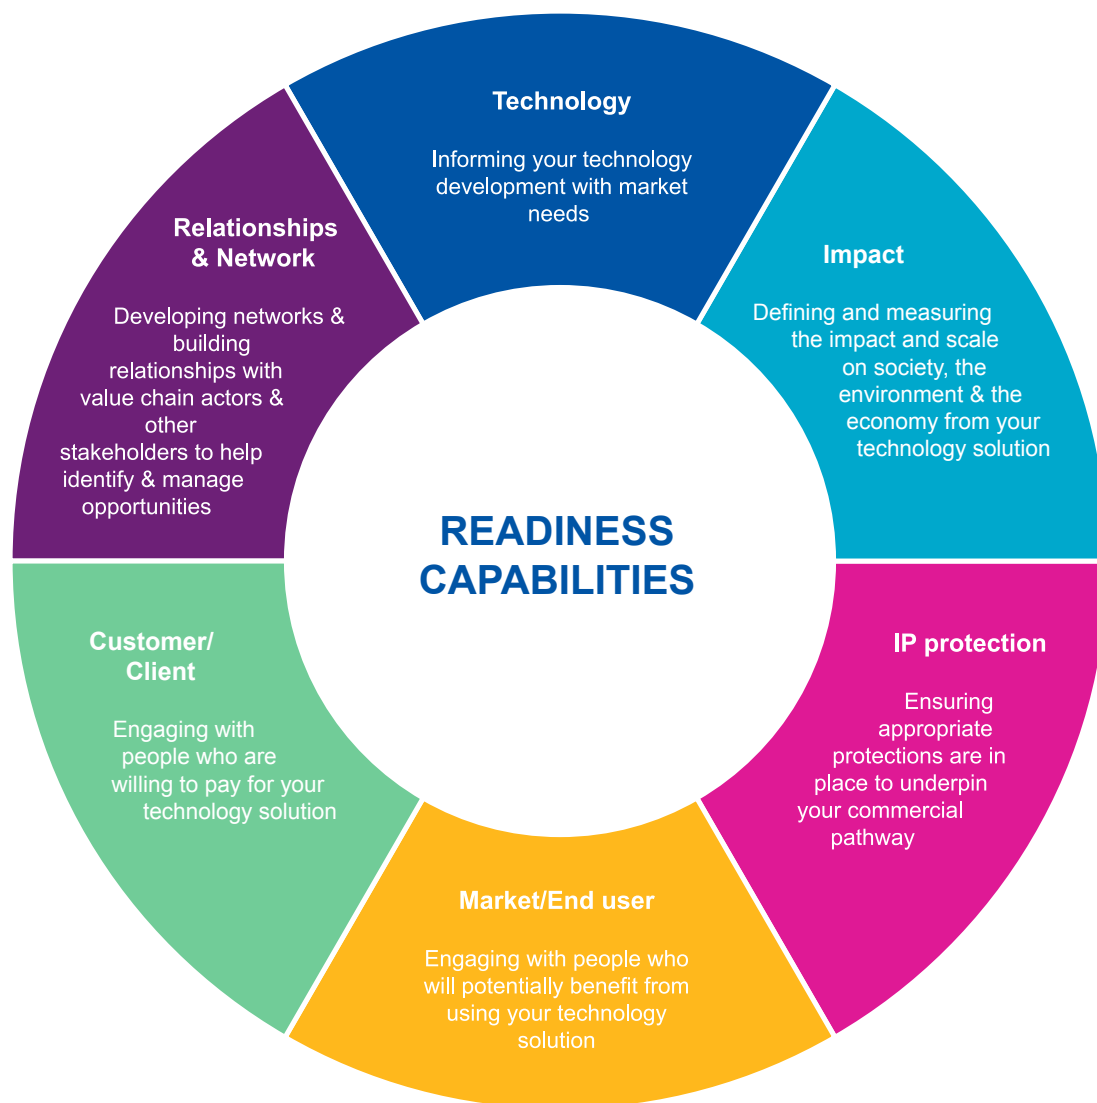 Technology
Informing your technology
development with market
needs
Impact
Defining and measuring
the impact and scale
on society, the
environment & the
economy from your
technology solution
IP protection
Ensuring
appropriate
protections are in
place to underpin
your commercial
pathway
Market/End user
Engaging with people who
will potentially benefit from
using your technology
solution
Customer/
Client
Engaging with
people who are
willing to pay for your
technology solution
Relationships
& Network
Developing networks &
building
relationships with
value chain actors &
other
stakeholders to help
identify & manage
opportunities
READINESS
CAPABILITIES